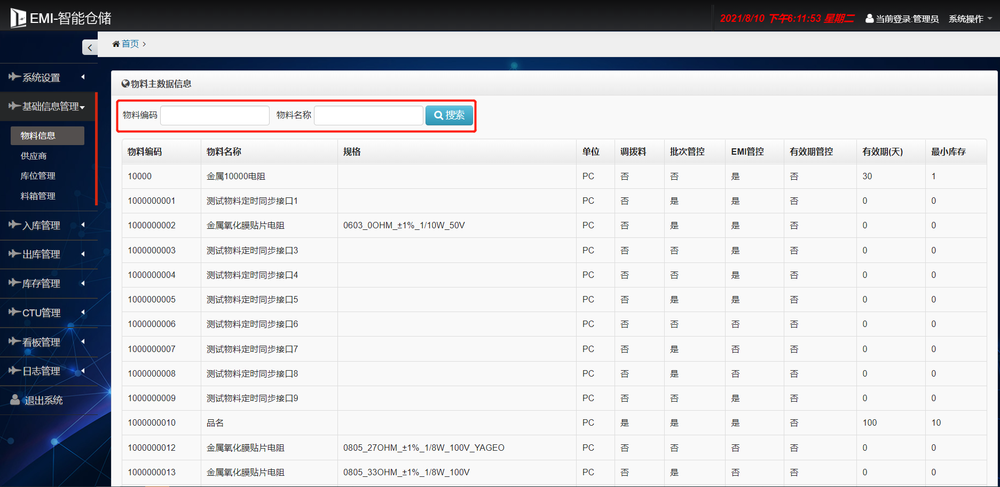 EMI-智能仓储
2021/8/10 下午6:11:53 星期二 当前登录:管理员 系统操作
首页
系统设置
基础信息管理
物料信息
供应商
库位管理
料箱管理
入库管理
出库管理
库存管理
CTU管理
看板管理
日志管理
退出系统
物料主数据信息
物料编码 物料名称 搜索
物料编码 物料名称 规格 单位 调拨料 批次管控 EMI管控 有效期管控 有效期(天) 最小库存
10000 金属10000电阻 PC 否 否 是 否 30 1
1000000001 测试物料定时同步接口1 PC 否 是 是 否 0 0
1000000002 金属氧化膜贴片电阻 0603_0OHM_±1%_1/10W_50V PC 否 是 是 否 0 0
1000000003 测试物料定时同步接口3 PC 否 否 是 否 0 0
1000000004 测试物料定时同步接口4 PC 否 否 是 否 0 0
1000000005 测试物料定时同步接口5 PC 否 是 是 否 0 0
1000000006 测试物料定时同步接口6 PC 否 否 否 否 0 0
1000000007 测试物料定时同步接口7 PC 否 是 否 否 0 0
1000000008 测试物料定时同步接口8 PC 否 是 否 否 0 0
1000000009 测试物料定时同步接口9 PC 否 否 是 否 0 0
1000000010 品名 PC 是 是 是 否 100 10
1000000012 金属氧化膜贴片电阻 0805_27OHM_±1%_1/8W_100V_YAGEO PC 否 否 否 否 0 0
1000000013 金属氧化膜贴片电阻 0805_33OHM_±1%_1/8W_100V PC 否 是 否 否 0 0